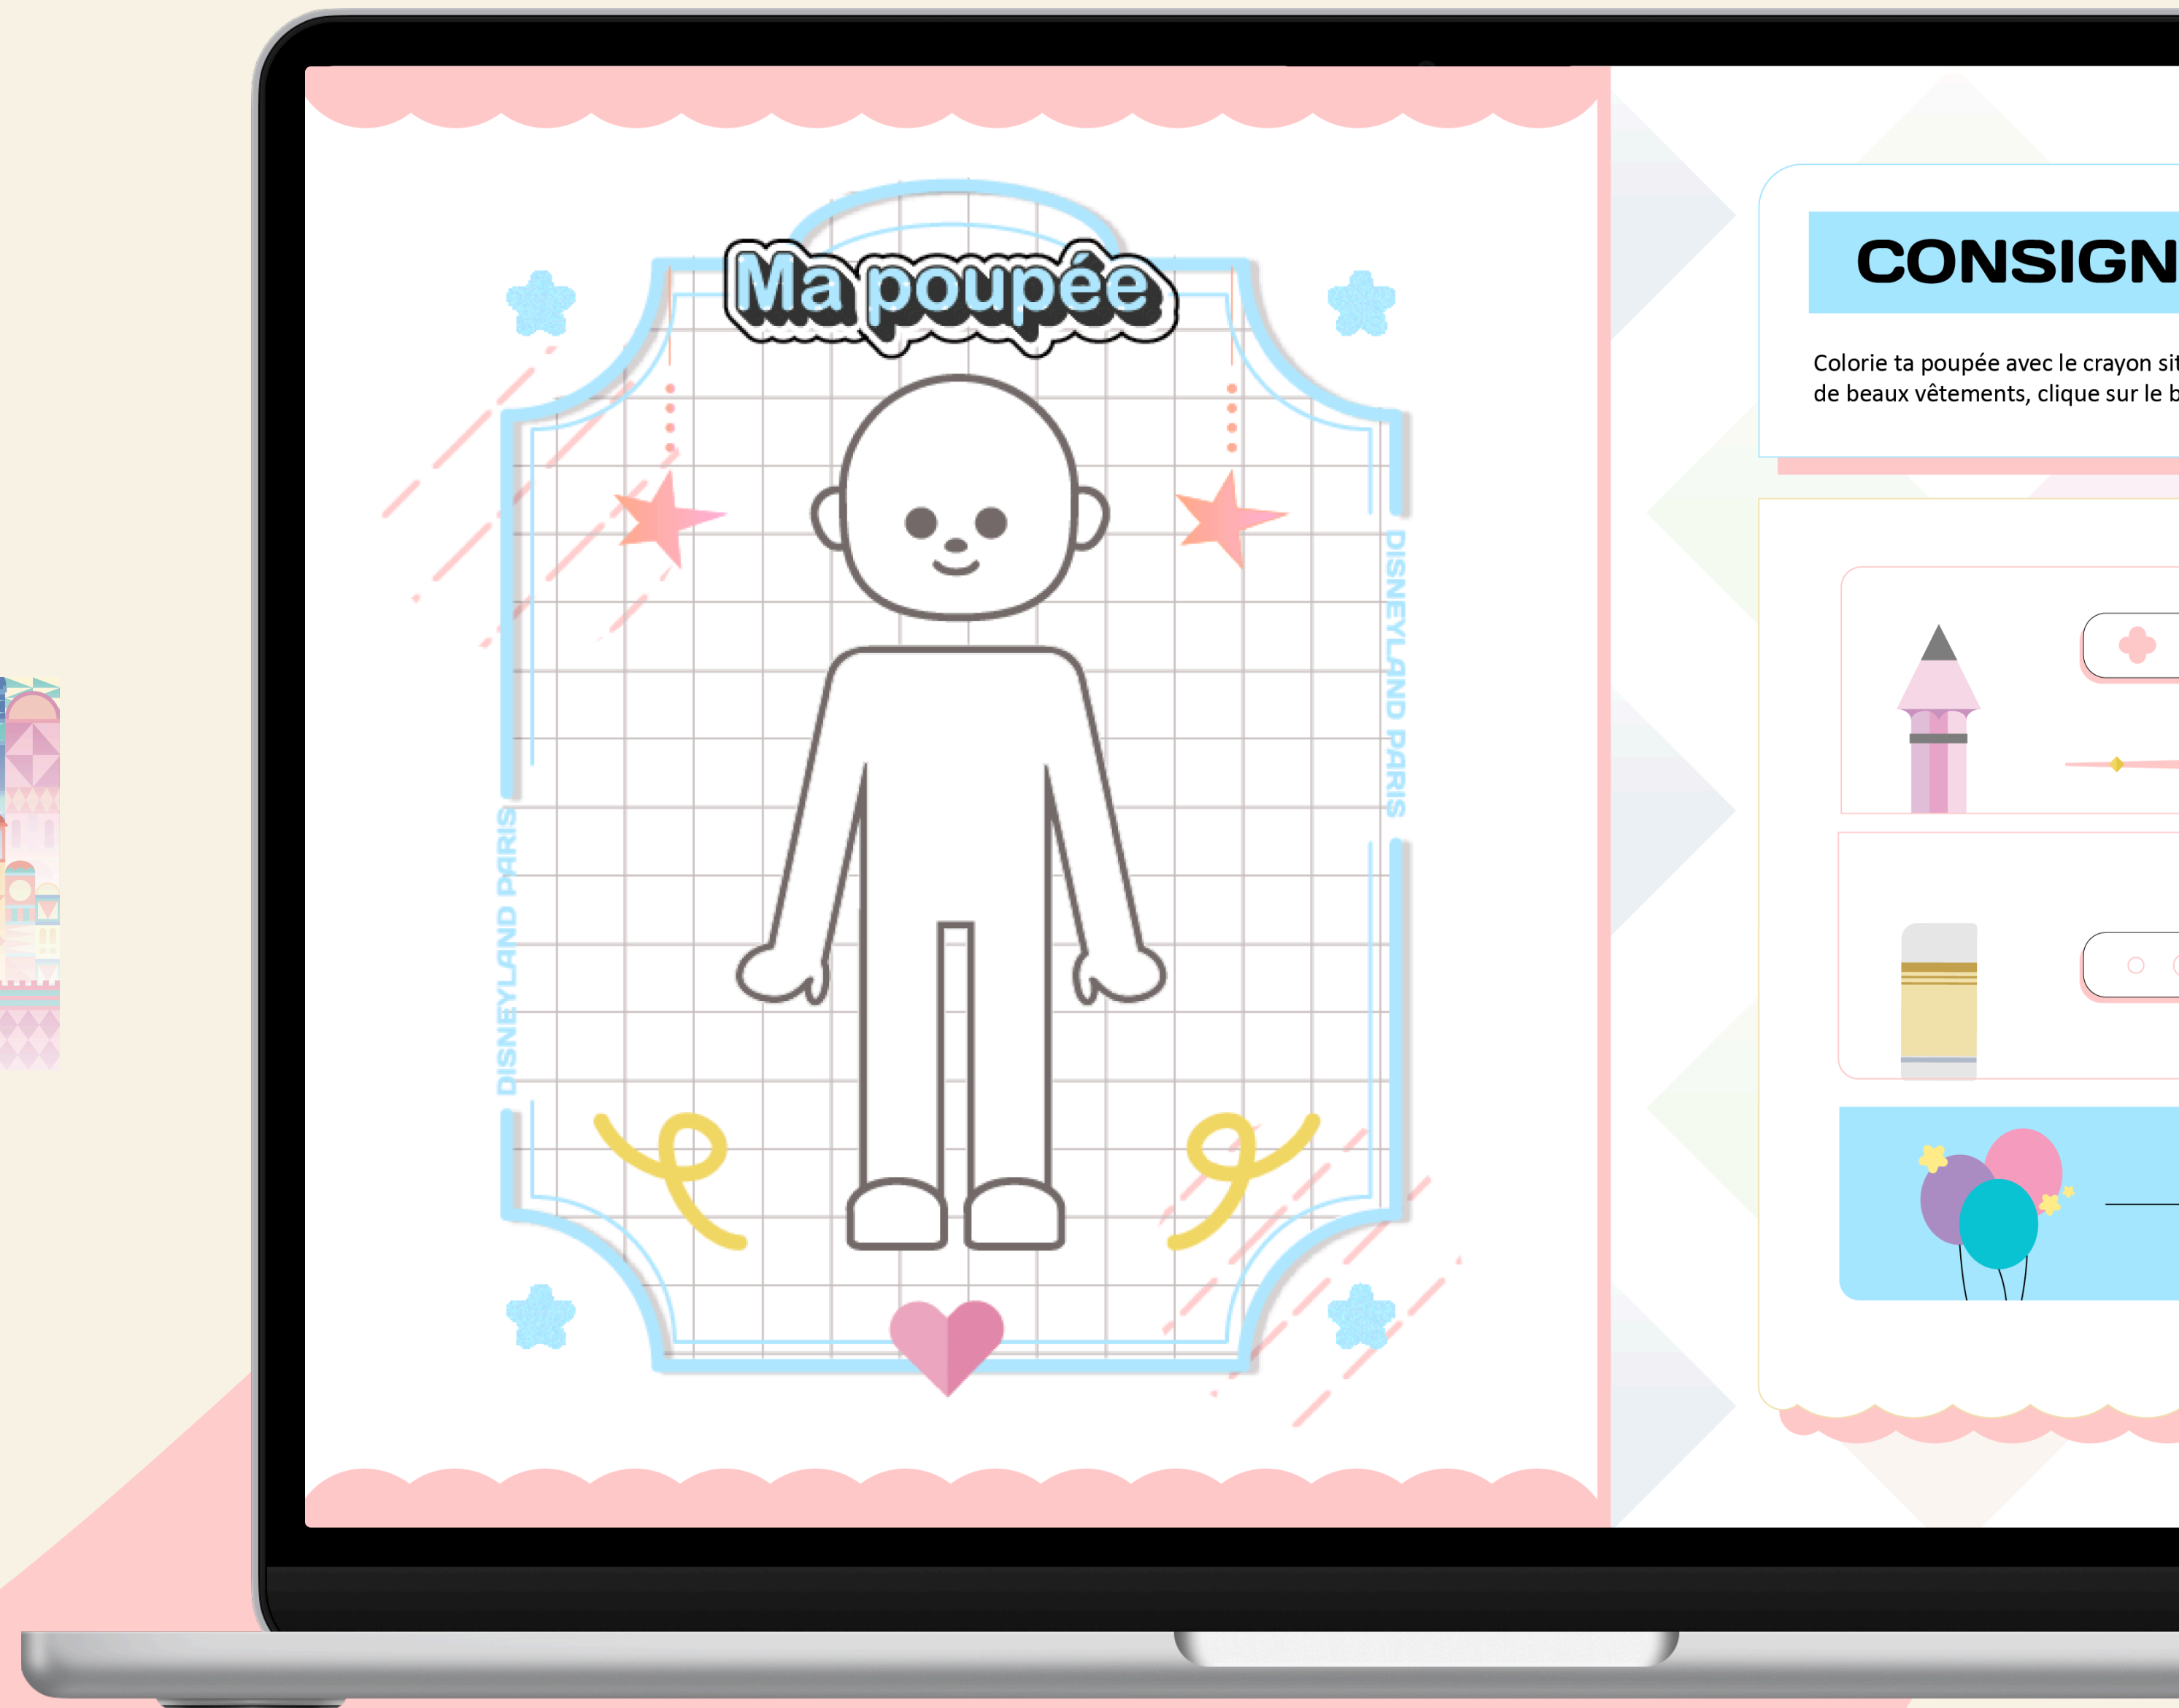 Ma poupée
DISNEYLAND PARIS
DISNEYLAND PARIS
CONSIGN
Colorie ta poupée avec le crayon sit
de beaux vêtements, clique sur le b